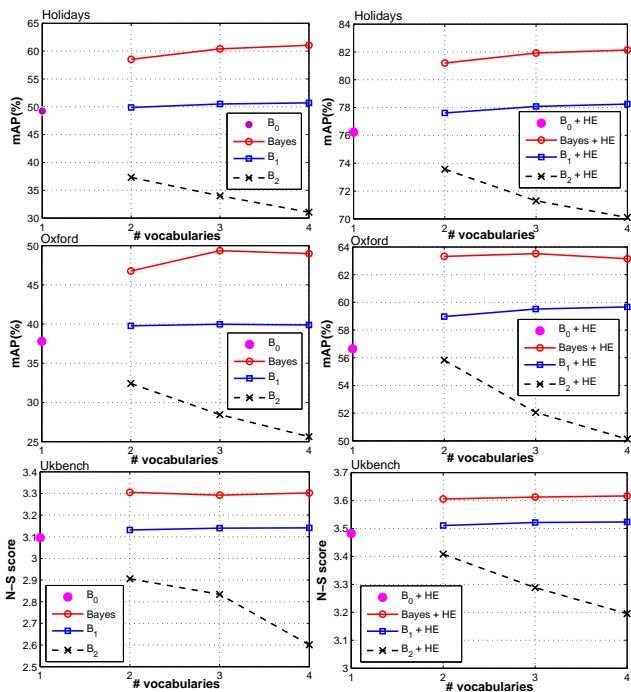 Holidays
mAP(%)
65
60
55
50
45
40
35
30
B0
Bayes
B1
B2
1 2 3 4
# vocabularies
Holidays
mAP(%)
84
82
80
78
76
74
72
70
B0 + HE
Bayes + HE
B1 + HE
B2 + HE
1 2 3 4
# vocabularies
Oxford
mAP(%)
50
45
40
35
30
25
B0
Bayes
B1
B2
1 2 3 4
# vocabularies
Oxford
mAP(%)
64
62
60
58
56
54
52
50
B0 + HE
Bayes + HE
B1 + HE
B2 + HE
1 2 3 4
# vocabularies
Ukbench
N−S score
3.4
3.3
3.2
3.1
3
2.9
2.8
2.7
2.6
2.5
B0
Bayes
B1
B2
1 2 3 4
# vocabularies
Ukbench
N−S score
3.7
3.6
3.5
3.4
3.3
3.2
3.1
3
B0 + HE
Bayes + HE
B1 + HE
B2 + HE
1 2 3 4
# vocabularies